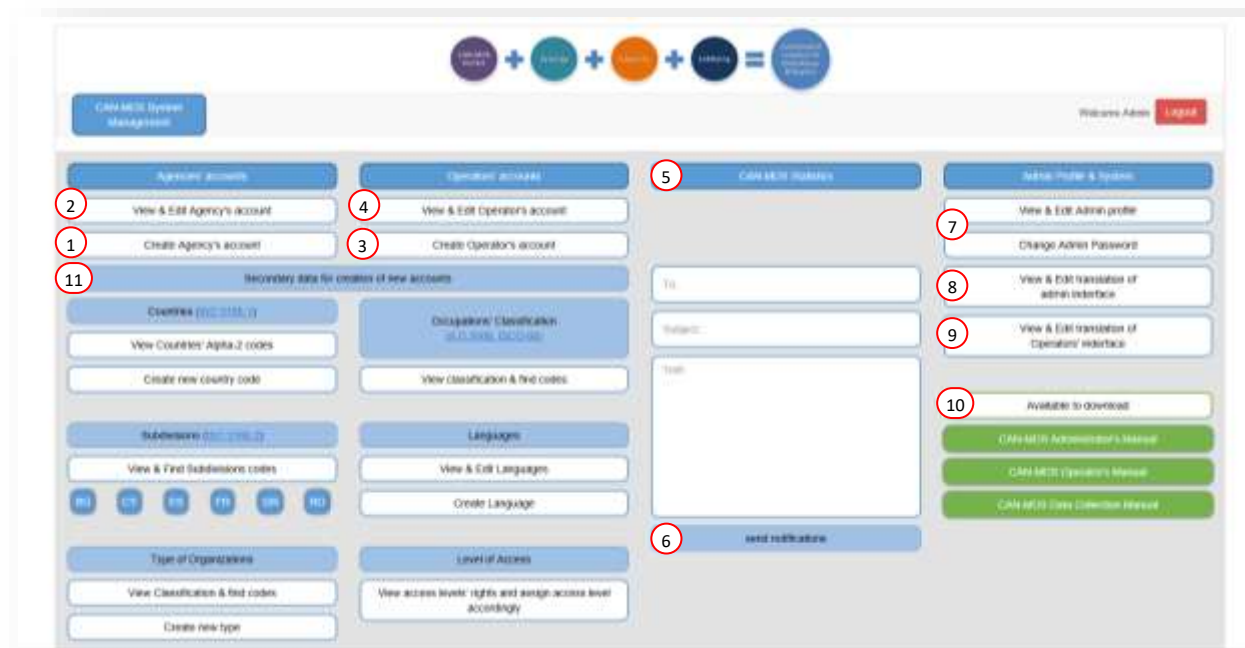 CAN-MDS System
Management
Welcome Admin
Logout
Agencies' accounts
Operators' accounts
5
CAN-MDS Statistics
Admin Profile & System
2
View & Edit Agency's account
4
View & Edit Operator's account
View & Edit Admin profile
7
1
Create Agency's account
3
Create Operator's account
Change Admin Password
11
Secondary data for creation of new accounts
To:
8
View & Edit translation of
admin interface
Countries
View Countries' Alpha-2 codes
Create new country code
Occupations' Classification
View classification & find codes
Subject:
Text
9
View & Edit translation of
Operators' interface
10
Available to download
Subdivisions
View & Find Subdivisions codes
Languages
View & Edit Languages
Create Language
CAN-MDS Administrator's Manual
CAN-MDS Operator's Manual
CAN-MDS Data Collection Manual
6
send notifications
Type of Organizations
View Classification & find codes
Create new type
Level of Access
View access levels' rights and assign access level
accordingly